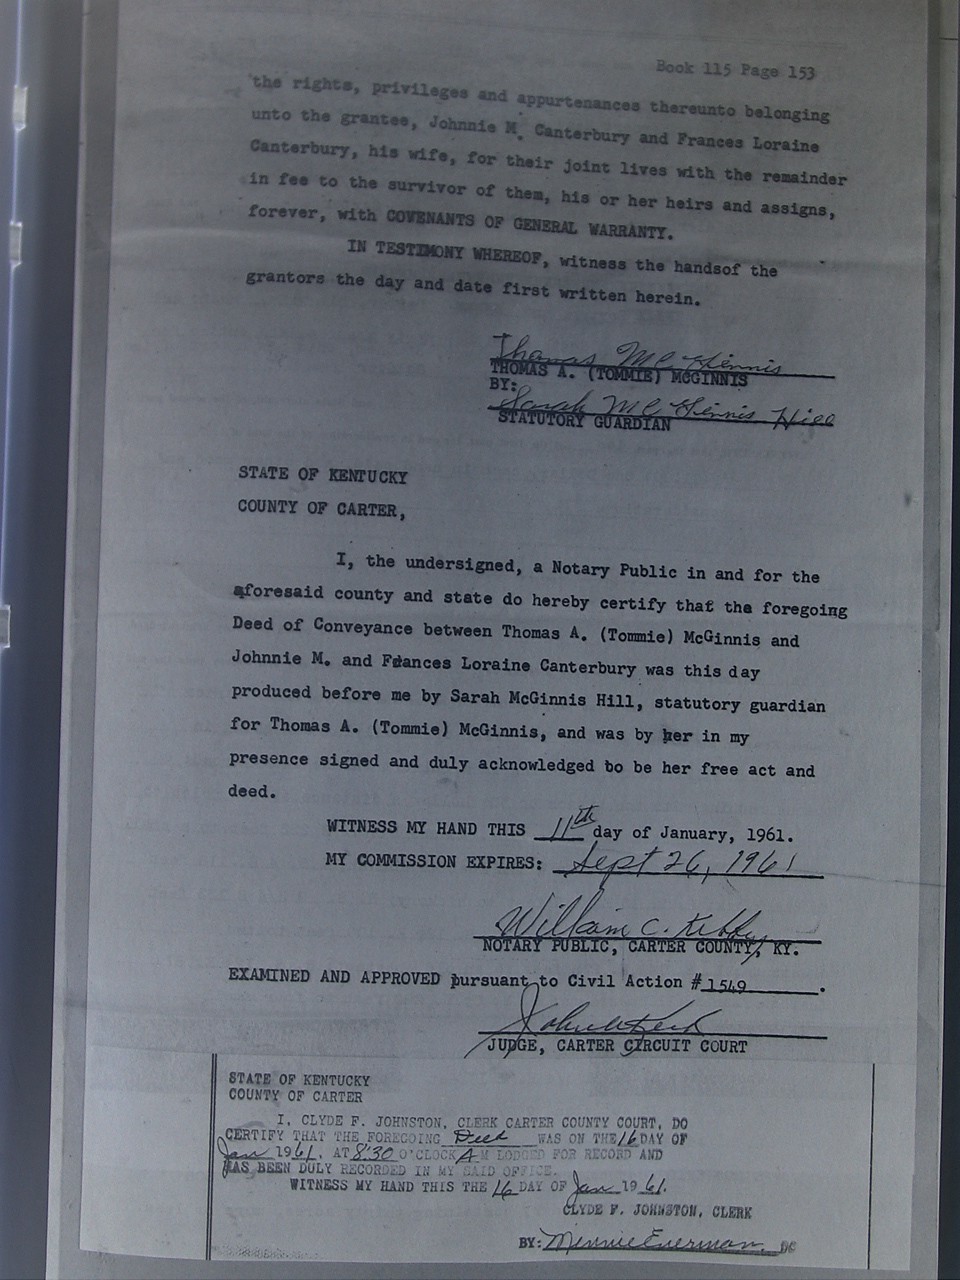 Book 115 Page 153
the rights, privileges and appurtenances thereunto belonging
unto the grantee, Johnnie M. Canterbury and Frances Loraine
Canterbury, his wife, for their joint lives with the remainder
in fee to the survivor of them, his or her heirs and assigns,
forever, with COVENANTS OF GENERAL WARRANTY.
IN TESTIMONY WHEREOF, witness the handsof the
grantors the day and date first written herein.
Thomas McGinnis
THOMAS A. (TOMMIE) MCGINNIS
BY:
Sarah McGinnis Hill
STATUTORY GUARDIAN
STATE OF KENTUCKY
COUNTY OF CARTER,
I, the undersigned, a Notary Public in and for the
aforesaid county and state do hereby certify that the foregoing
Deed of Conveyance between Thomas A. (Tommie) McGinnis and
Johnnie M. and Frances Loraine Canterbury was this day
produced before me by Sarah McGinnis Hill, statutory guardian
for Thomas A. (Tommie) McGinnis, and was by her in my
presence signed and duly acknowledged to be her free act and
deed.
WITNESS MY HAND THIS 11th day of January, 1961.
MY COMMISSION EXPIRES: Sept 26, 1961
William C. Kibbey
NOTARY PUBLIC, CARTER COUNTY, KY.
EXAMINED AND APPROVED pursuant to Civil Action # 1549.
JUDGE, CARTER CIRCUIT COURT
STATE OF KENTUCKY
COUNTY OF CARTER
I, CLYDE F. JOHNSTON, CLERK CARTER COUNTY COURT, DO
CERTIFY THAT THE FOREGOING Deed WAS ON THE 16 DAY OF
Jan 1961, AT 8:30 O'CLOCK A M LODGED FOR RECORD AND
HAS BEEN DULY RECORDED IN MY SAID OFFICE.
WITNESS MY HAND THIS THE 16 DAY OF Jan 1961.
CLYDE F. JOHNSTON, CLERK
BY: Minnie Everman DC